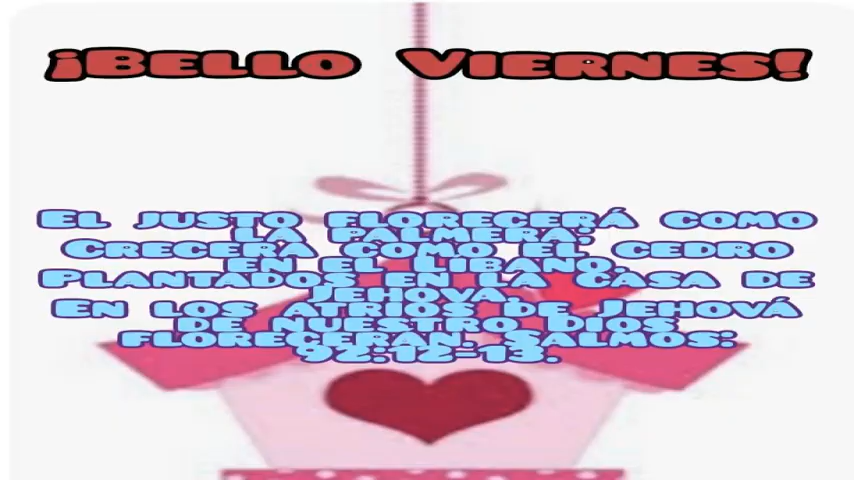 ¡Bello Viernes!
El justo florecerá como
la palmera;
Crecerá como el cedro
en el Líbano.
Plantados en la casa de
Jehová,
En los atrios de Jehová
de nuestro Dios
florecerán. Salmos:
92:12-13.